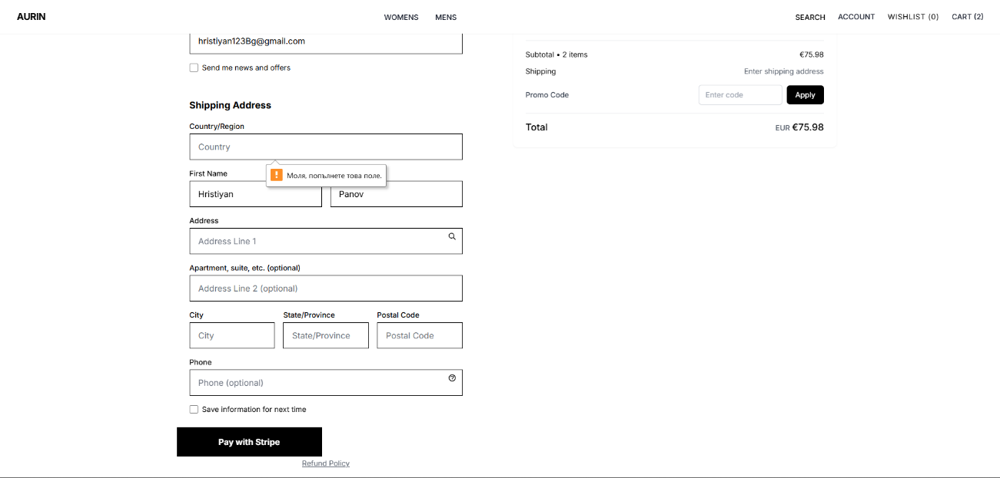 AURIN
WOMENS
MENS
SEARCH
ACCOUNT
WISHLIST (0)
CART (2)
hristiyan123Bg@gmail.com
Send me news and offers
Shipping Address
Country/Region
Country
Моля, попълнете това поле.
First Name
Hristiyan
Panov
Address
Address Line 1
Apartment, suite, etc. (optional)
Address Line 2 (optional)
City
State/Province
Postal Code
City
State/Province
Postal Code
Phone
Phone (optional)
Save information for next time
Pay with Stripe
Refund Policy
Subtotal • 2 items €75.98
Shipping Enter shipping address
Promo Code Enter code Apply
Total EUR €75.98